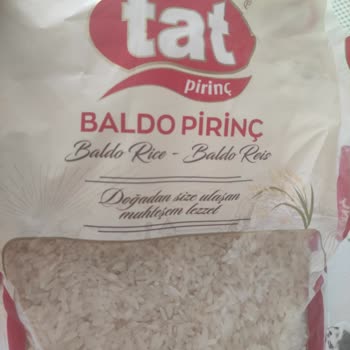 tat
pirinç
BALDO PİRİNÇ
Baldo Rice - Baldo Reis
Doğadan size ulaşan
muhteşem lezzet